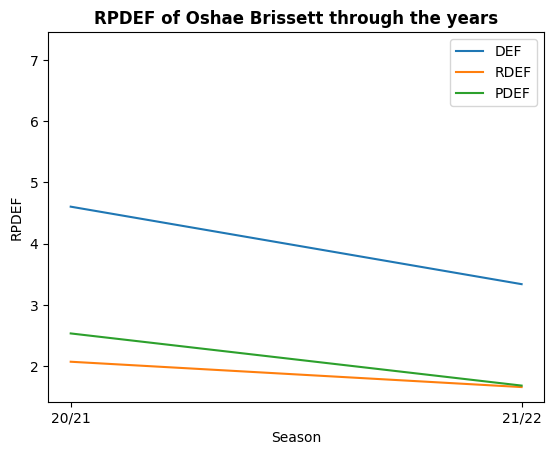 RPDEF of Oshae Brissett through the years
DEF
RDEF
PDEF
7
6
5
4
3
2
RPDEF
20/21
21/22
Season